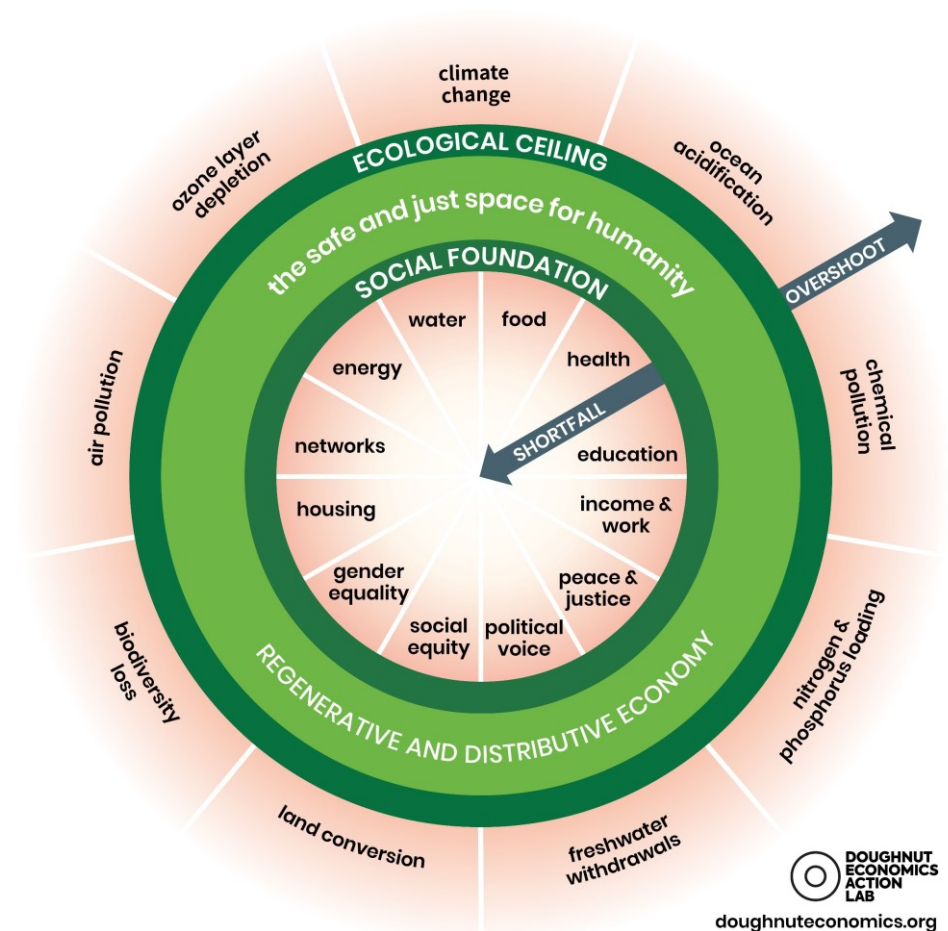 climate
change
ocean
acidification
chemical
pollution
nitrogen &
phosphorus loading
freshwater
withdrawals
land conversion
biodiversity
loss
air pollution
ozone layer
depletion
ECOLOGICAL CEILING
the safe and just space for humanity
SOCIAL FOUNDATION
OVERSHOOT
SHORTFALL
water
food
health
education
income &
work
peace &
justice
political
voice
social
equity
gender
equality
housing
networks
energy
REGENERATIVE AND DISTRIBUTIVE ECONOMY
DOUGHNUT
ECONOMICS
ACTION
LAB
doughnuteconomics.org